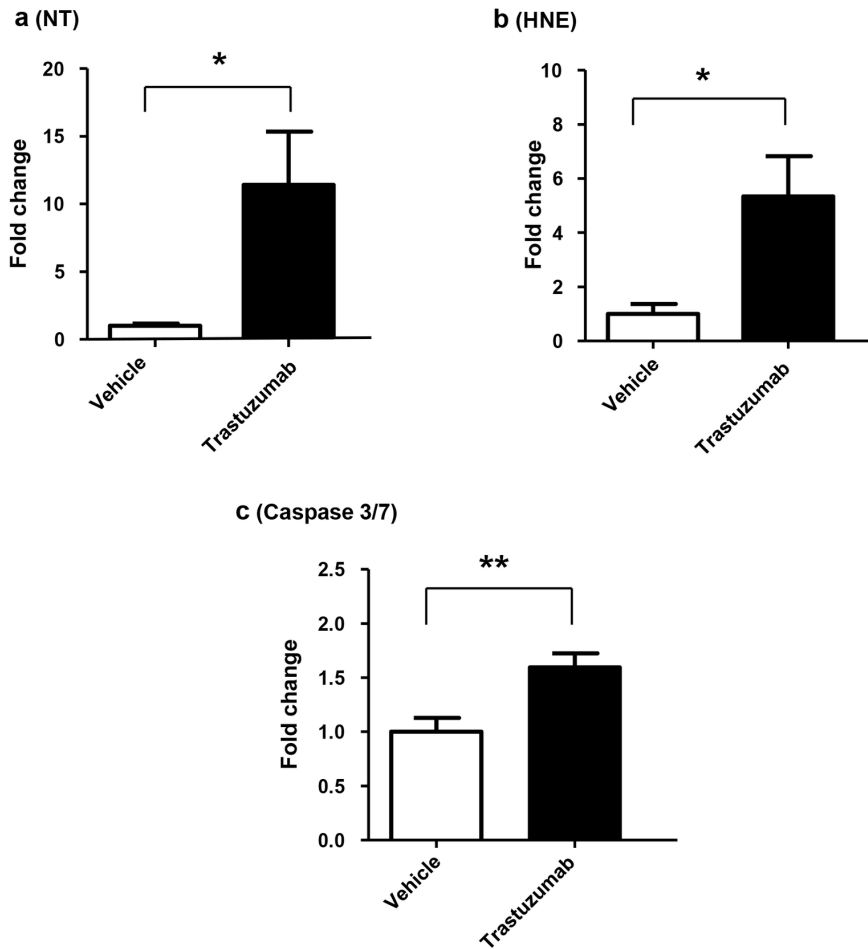 a (NT)
*
20
15
10
5
0
Fold change
Vehicle
Trastuzumab
b (HNE)
*
10
8
6
4
2
0
Fold change
Vehicle
Trastuzumab
c (Caspase 3/7)
**
2.5
2.0
1.5
1.0
0.5
0.0
Fold change
Vehicle
Trastuzumab